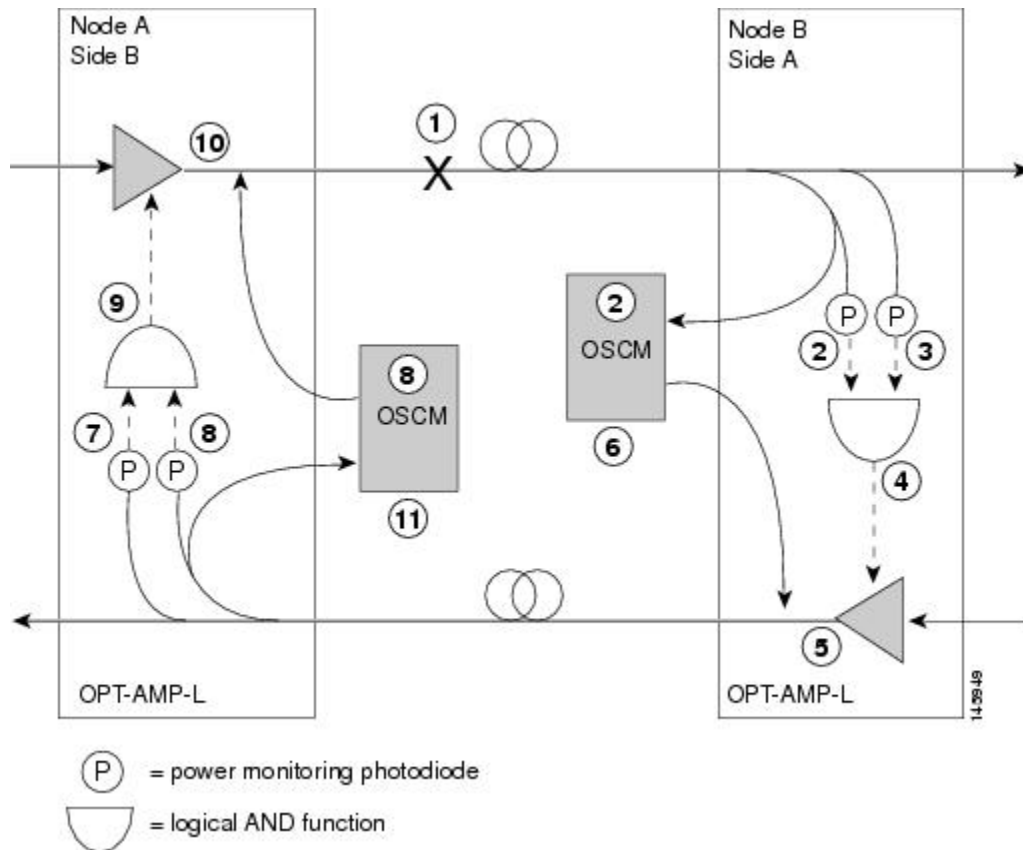 Node A
Side B
Node B
Side A
10
1
X
9
2
OSCM
P
P
2
3
8
OSCM
7
8
6
P
P
4
11
5
OPT-AMP-L
OPT-AMP-L
145949
P = power monitoring photodiode
= logical AND function